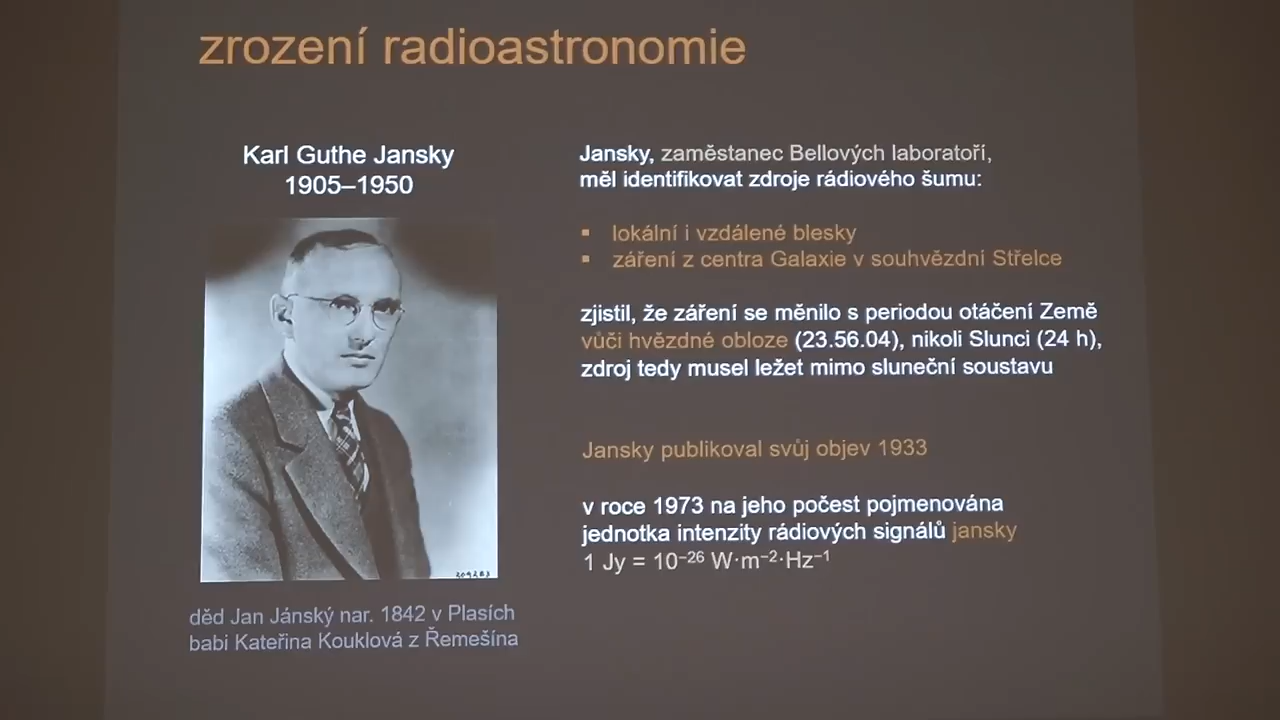 zrození radioastronomie
Karl Guthe Jansky
1905–1950
děd Jan Jánský nar. 1842 v Plasích
babi Kateřina Kouklová z Řemešína
Jansky, zaměstanec Bellových laboratoří,
měl identifikovat zdroje rádiového šumu:
▪ lokální i vzdálené blesky
▪ záření z centra Galaxie v souhvězdní Střelce
zjistil, že záření se měnilo s periodou otáčení Země
vůči hvězdné obloze (23.56.04), nikoli Slunci (24 h),
zdroj tedy musel ležet mimo sluneční soustavu
Jansky publikoval svůj objev 1933
v roce 1973 na jeho počest pojmenována
jednotka intenzity rádiových signálů jansky
1 Jy = 10⁻²⁶ W·m⁻²·Hz⁻¹